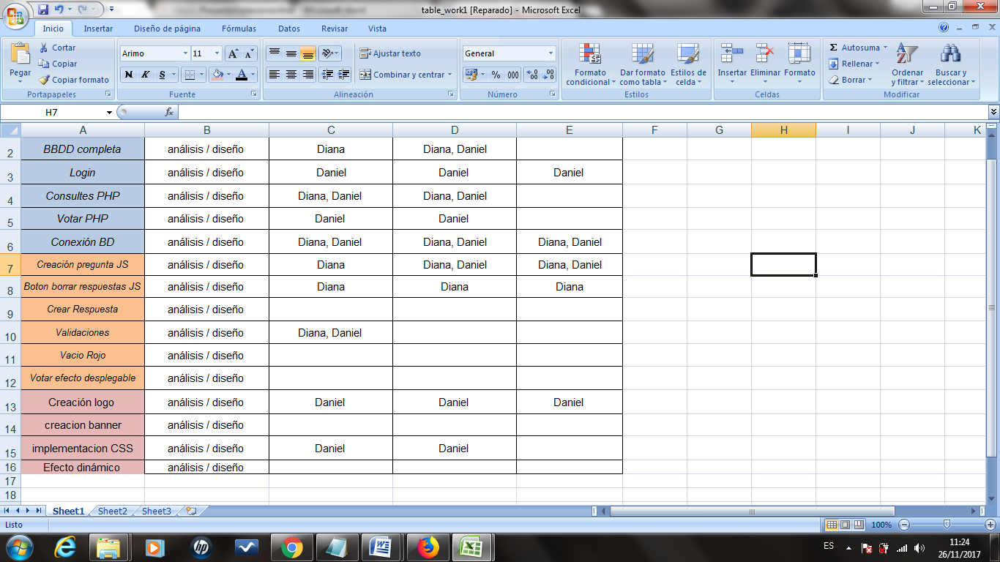 table_work1 [Reparado] - Microsoft Excel
Inicio Insertar Diseño de página Fórmulas Datos Revisar Vista
Pegar
Cortar
Copiar
Copiar formato
Portapapeles
Arimo 11
N K S
Fuente
Ajustar texto
Combinar y centrar
Alineación
General
% 000
Número
Formato condicional
Dar formato como tabla
Estilos de celda
Estilos
Insertar Eliminar Formato
Celdas
Σ Autosuma
Rellenar
Borrar
Ordenar y filtrar
Buscar y seleccionar
Modificar
H7 fx
A B C D E F G H I J K
2 BBDD completa análisis / diseño Diana Diana, Daniel
3 Login análisis / diseño Daniel Daniel Daniel
4 Consultes PHP análisis / diseño Diana, Daniel Diana, Daniel
5 Votar PHP análisis / diseño Daniel Daniel
6 Conexión BD análisis / diseño Diana, Daniel Diana, Daniel Diana, Daniel
7 Creación pregunta JS análisis / diseño Diana Diana, Daniel Diana, Daniel
8 Boton borrar respuestas JS análisis / diseño Diana Diana Diana
9 Crear Respuesta análisis / diseño
10 Validaciones análisis / diseño Diana, Daniel
11 Vacio Rojo análisis / diseño
12 Votar efecto desplegable análisis / diseño
13 Creación logo análisis / diseño Daniel Daniel Daniel
14 creacion banner análisis / diseño
15 implementacion CSS análisis / diseño Daniel Daniel
16 Efecto dinámico análisis / diseño
17
18
Sheet1 Sheet2 Sheet3
Listo 100%
ES 11:24
26/11/2017